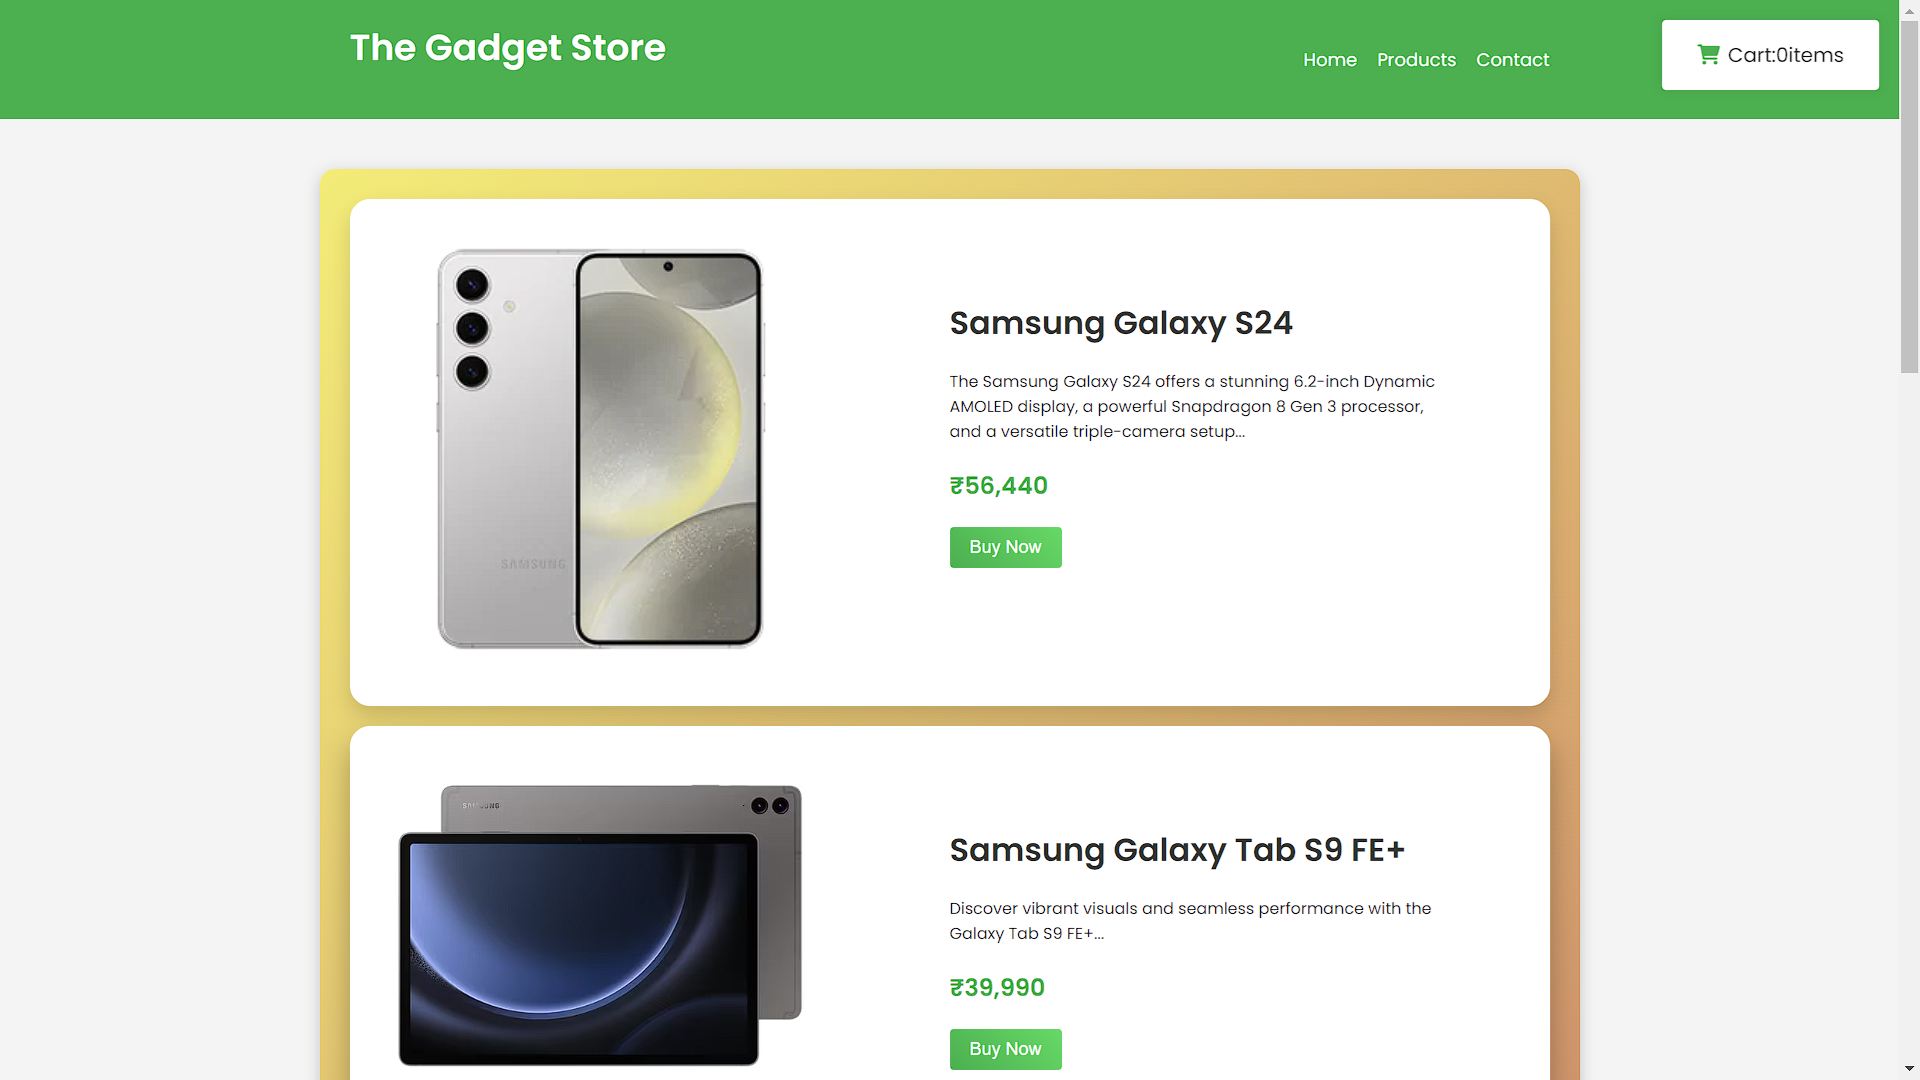 The Gadget Store
Home Products Contact
Cart:0items
SAMSUNG
Samsung Galaxy S24
The Samsung Galaxy S24 offers a stunning 6.2-inch Dynamic
AMOLED display, a powerful Snapdragon 8 Gen 3 processor,
and a versatile triple-camera setup...
₹56,440
Buy Now
SAMSUNG
Samsung Galaxy Tab S9 FE+
Discover vibrant visuals and seamless performance with the
Galaxy Tab S9 FE+...
₹39,990
Buy Now